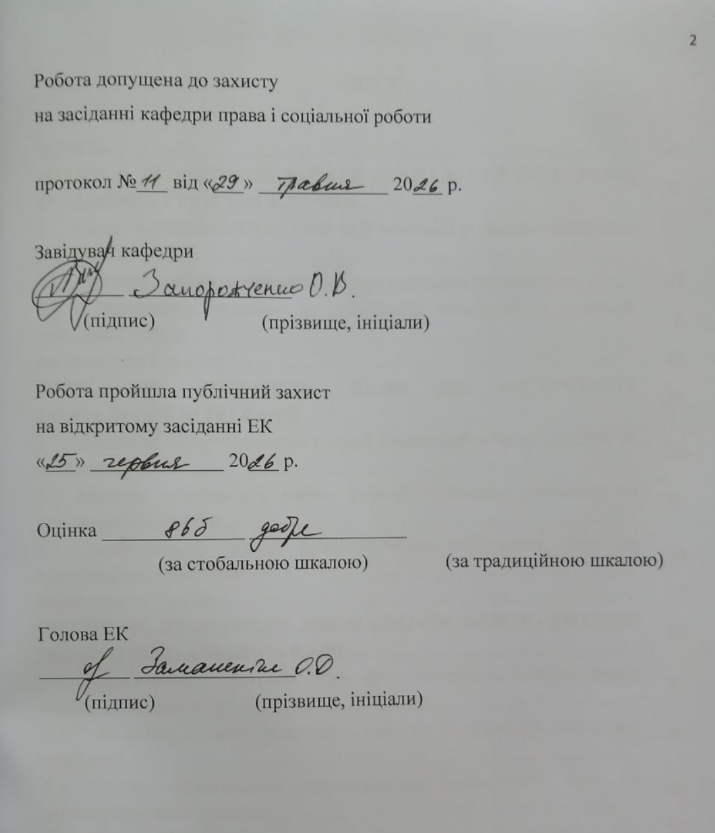 2
Робота допущена до захисту
на засіданні кафедри права і соціальної роботи
протокол № 11 від «29» травня 2026 р.
Завідувач кафедри
Запорожченко О.В.
(підпис) (прізвище, ініціали)
Робота пройшла публічний захист
на відкритому засіданні ЕК
«25» червня 2026 р.
Оцінка 86б добре
(за стобальною шкалою) (за традиційною шкалою)
Голова ЕК
О.О.
(підпис) (прізвище, ініціали)